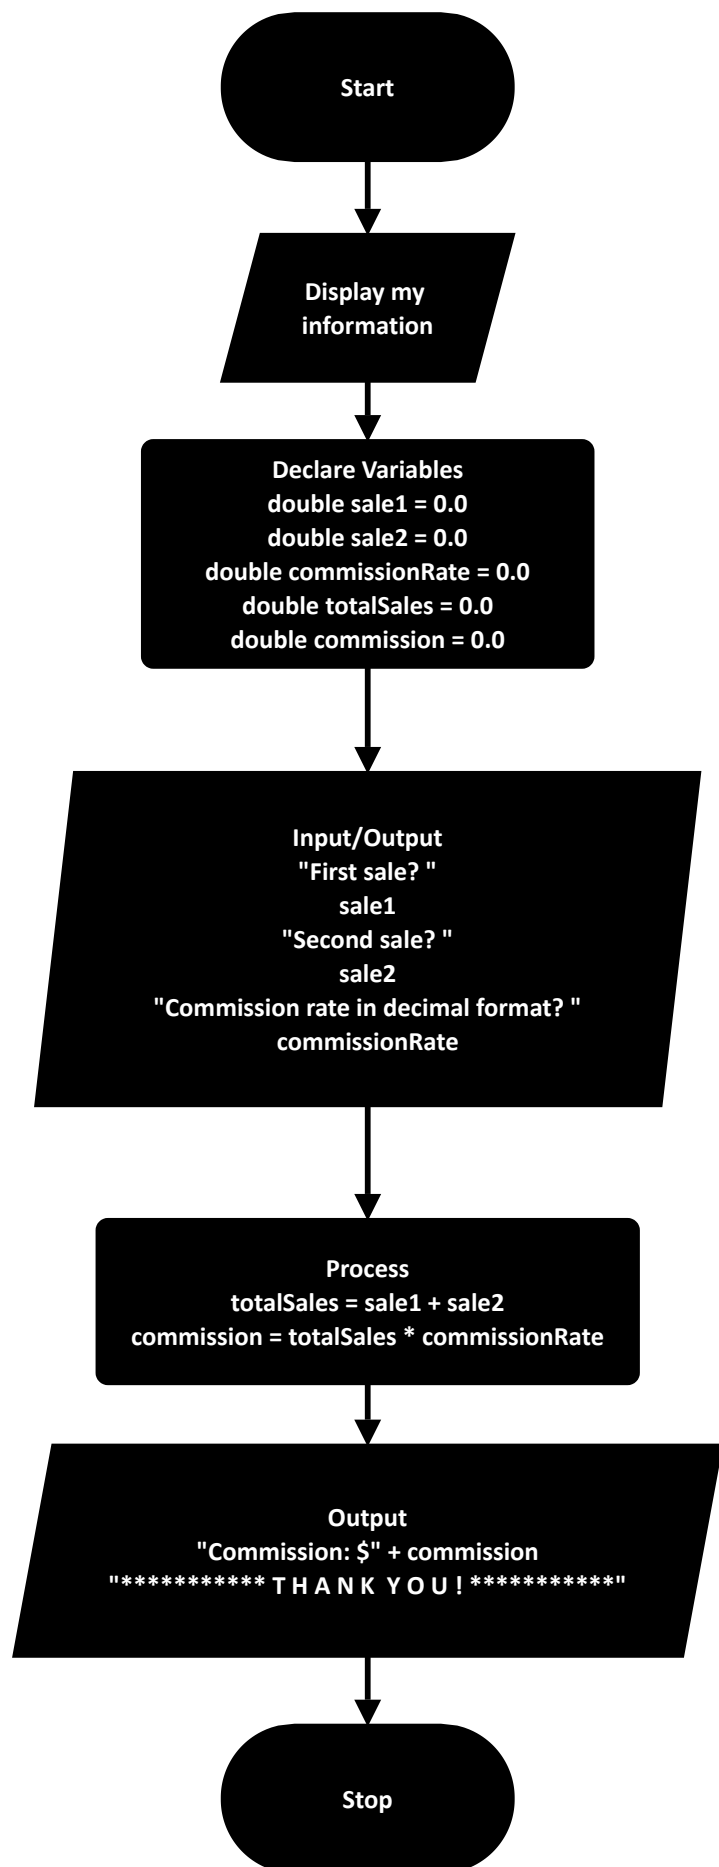 Start
Display my
information
Declare Variables
double sale1 = 0.0
double sale2 = 0.0
double commissionRate = 0.0
double totalSales = 0.0
double commission = 0.0
Input/Output
"First sale? "
sale1
"Second sale? "
sale2
"Commission rate in decimal format? "
commissionRate
Process
totalSales = sale1 + sale2
commission = totalSales * commissionRate
Output
"Commission: $" + commission
"*********** T H A N K  Y O U ! ***********"
Stop